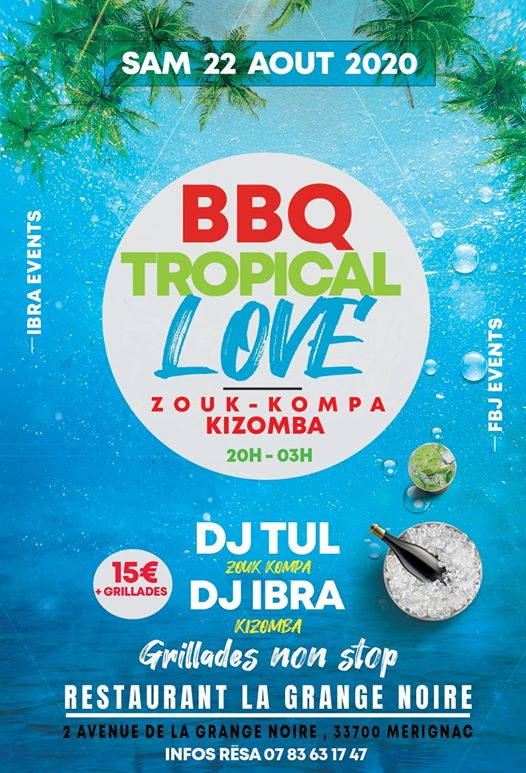 SAM 22 AOUT 2020
IBRA EVENTS
BBQ
TROPICAL
LOVE
ZOUK-KOMPA
KIZOMBA
20H - 03H
FBJ EVENTS
DJ TUL
ZOUK KOMPA
15€
+ GRILLADES
DJ IBRA
KIZOMBA
Grillades non stop
RESTAURANT LA GRANGE NOIRE
2 AVENUE DE LA GRANGE NOIRE , 33700 MERIGNAC
INFOS RĒSA 07 83 63 17 47